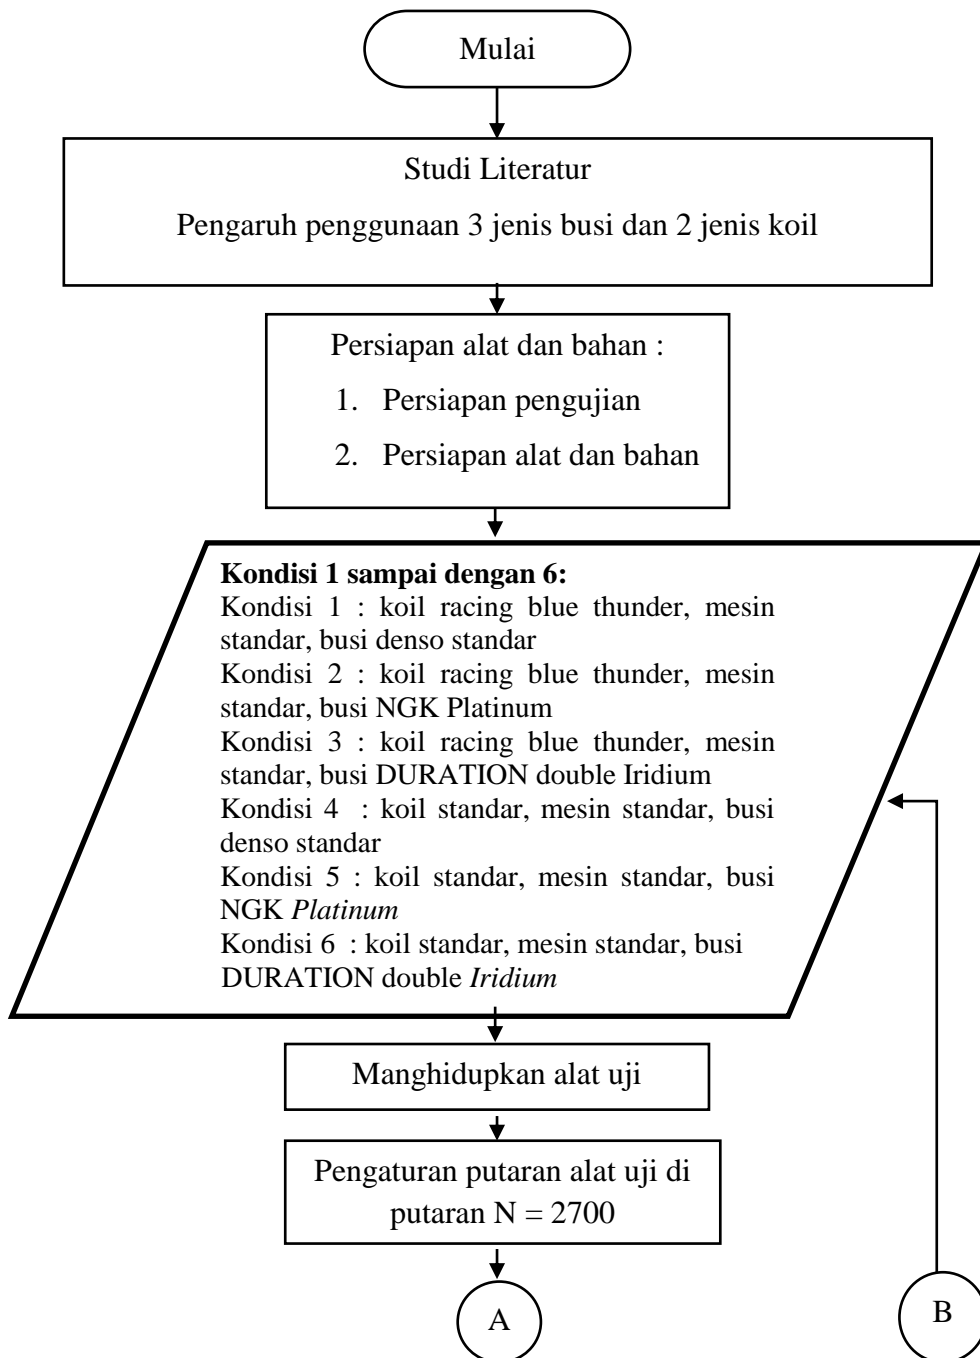 Mulai
Studi Literatur
Pengaruh penggunaan 3 jenis busi dan 2 jenis koil
Persiapan alat dan bahan :
1. Persiapan pengujian
2. Persiapan alat dan bahan
Kondisi 1 sampai dengan 6:
Kondisi 1 : koil racing blue thunder, mesin
standar, busi denso standar
Kondisi 2 : koil racing blue thunder, mesin
standar, busi NGK Platinum
Kondisi 3 : koil racing blue thunder, mesin
standar, busi DURATION double Iridium
Kondisi 4 : koil standar, mesin standar, busi
denso standar
Kondisi 5 : koil standar, mesin standar, busi
NGK Platinum
Kondisi 6 : koil standar, mesin standar, busi
DURATION double Iridium
Manghidupkan alat uji
Pengaturan putaran alat uji di
putaran N = 2700
A
B